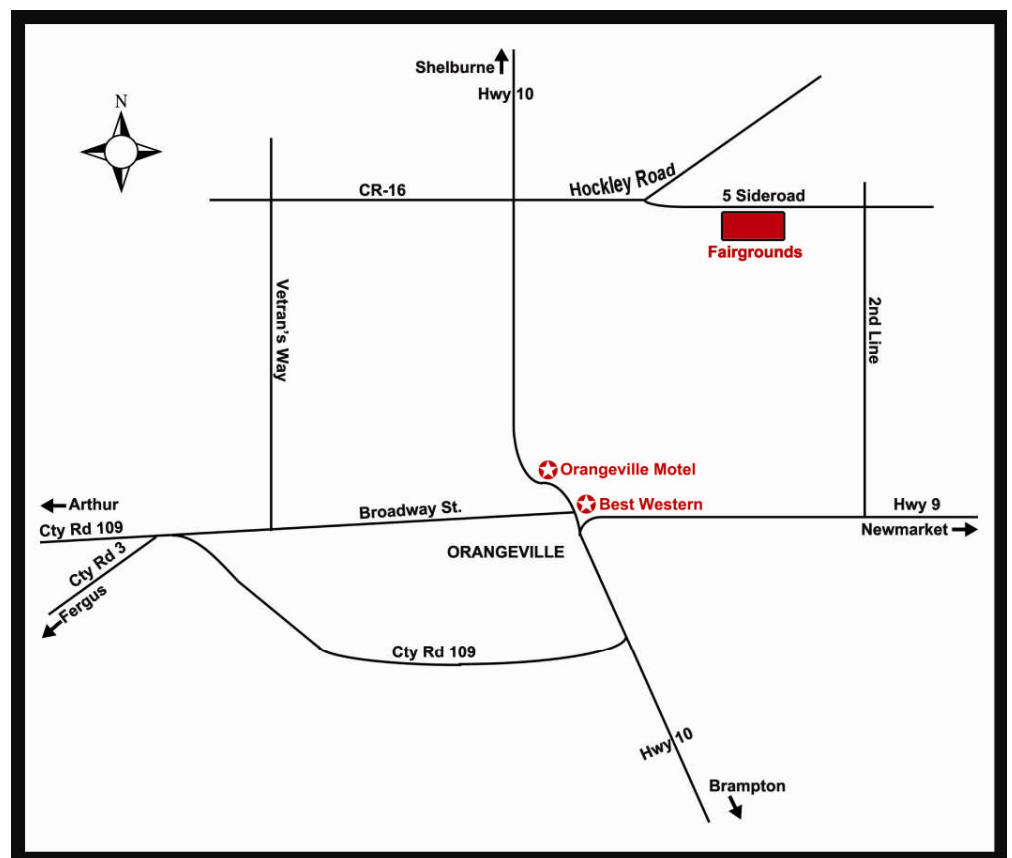 Shelburne
Hwy 10
N
CR-16
Hockley Road
5 Sideroad
Fairgrounds
Vetran's Way
2nd Line
Orangeville Motel
Best Western
Hwy 9
Newmarket
Arthur
Cty Rd 109
Broadway St.
ORANGEVILLE
Cty Rd 3
Fergus
Cty Rd 109
Hwy 10
Brampton